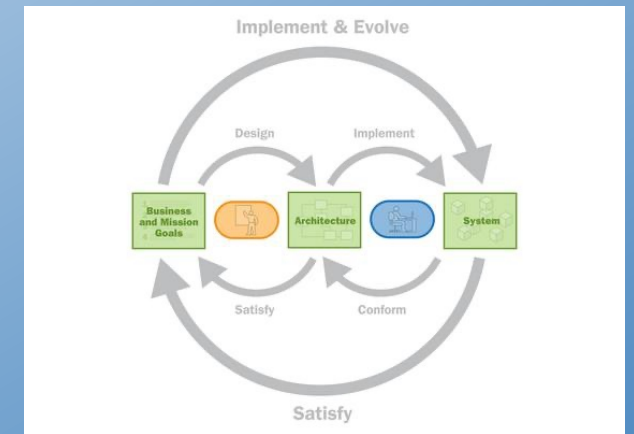 Implement & Evolve
Design
Implement
Business
and Mission
Goals
Architecture
System
Satisfy
Conform
Satisfy